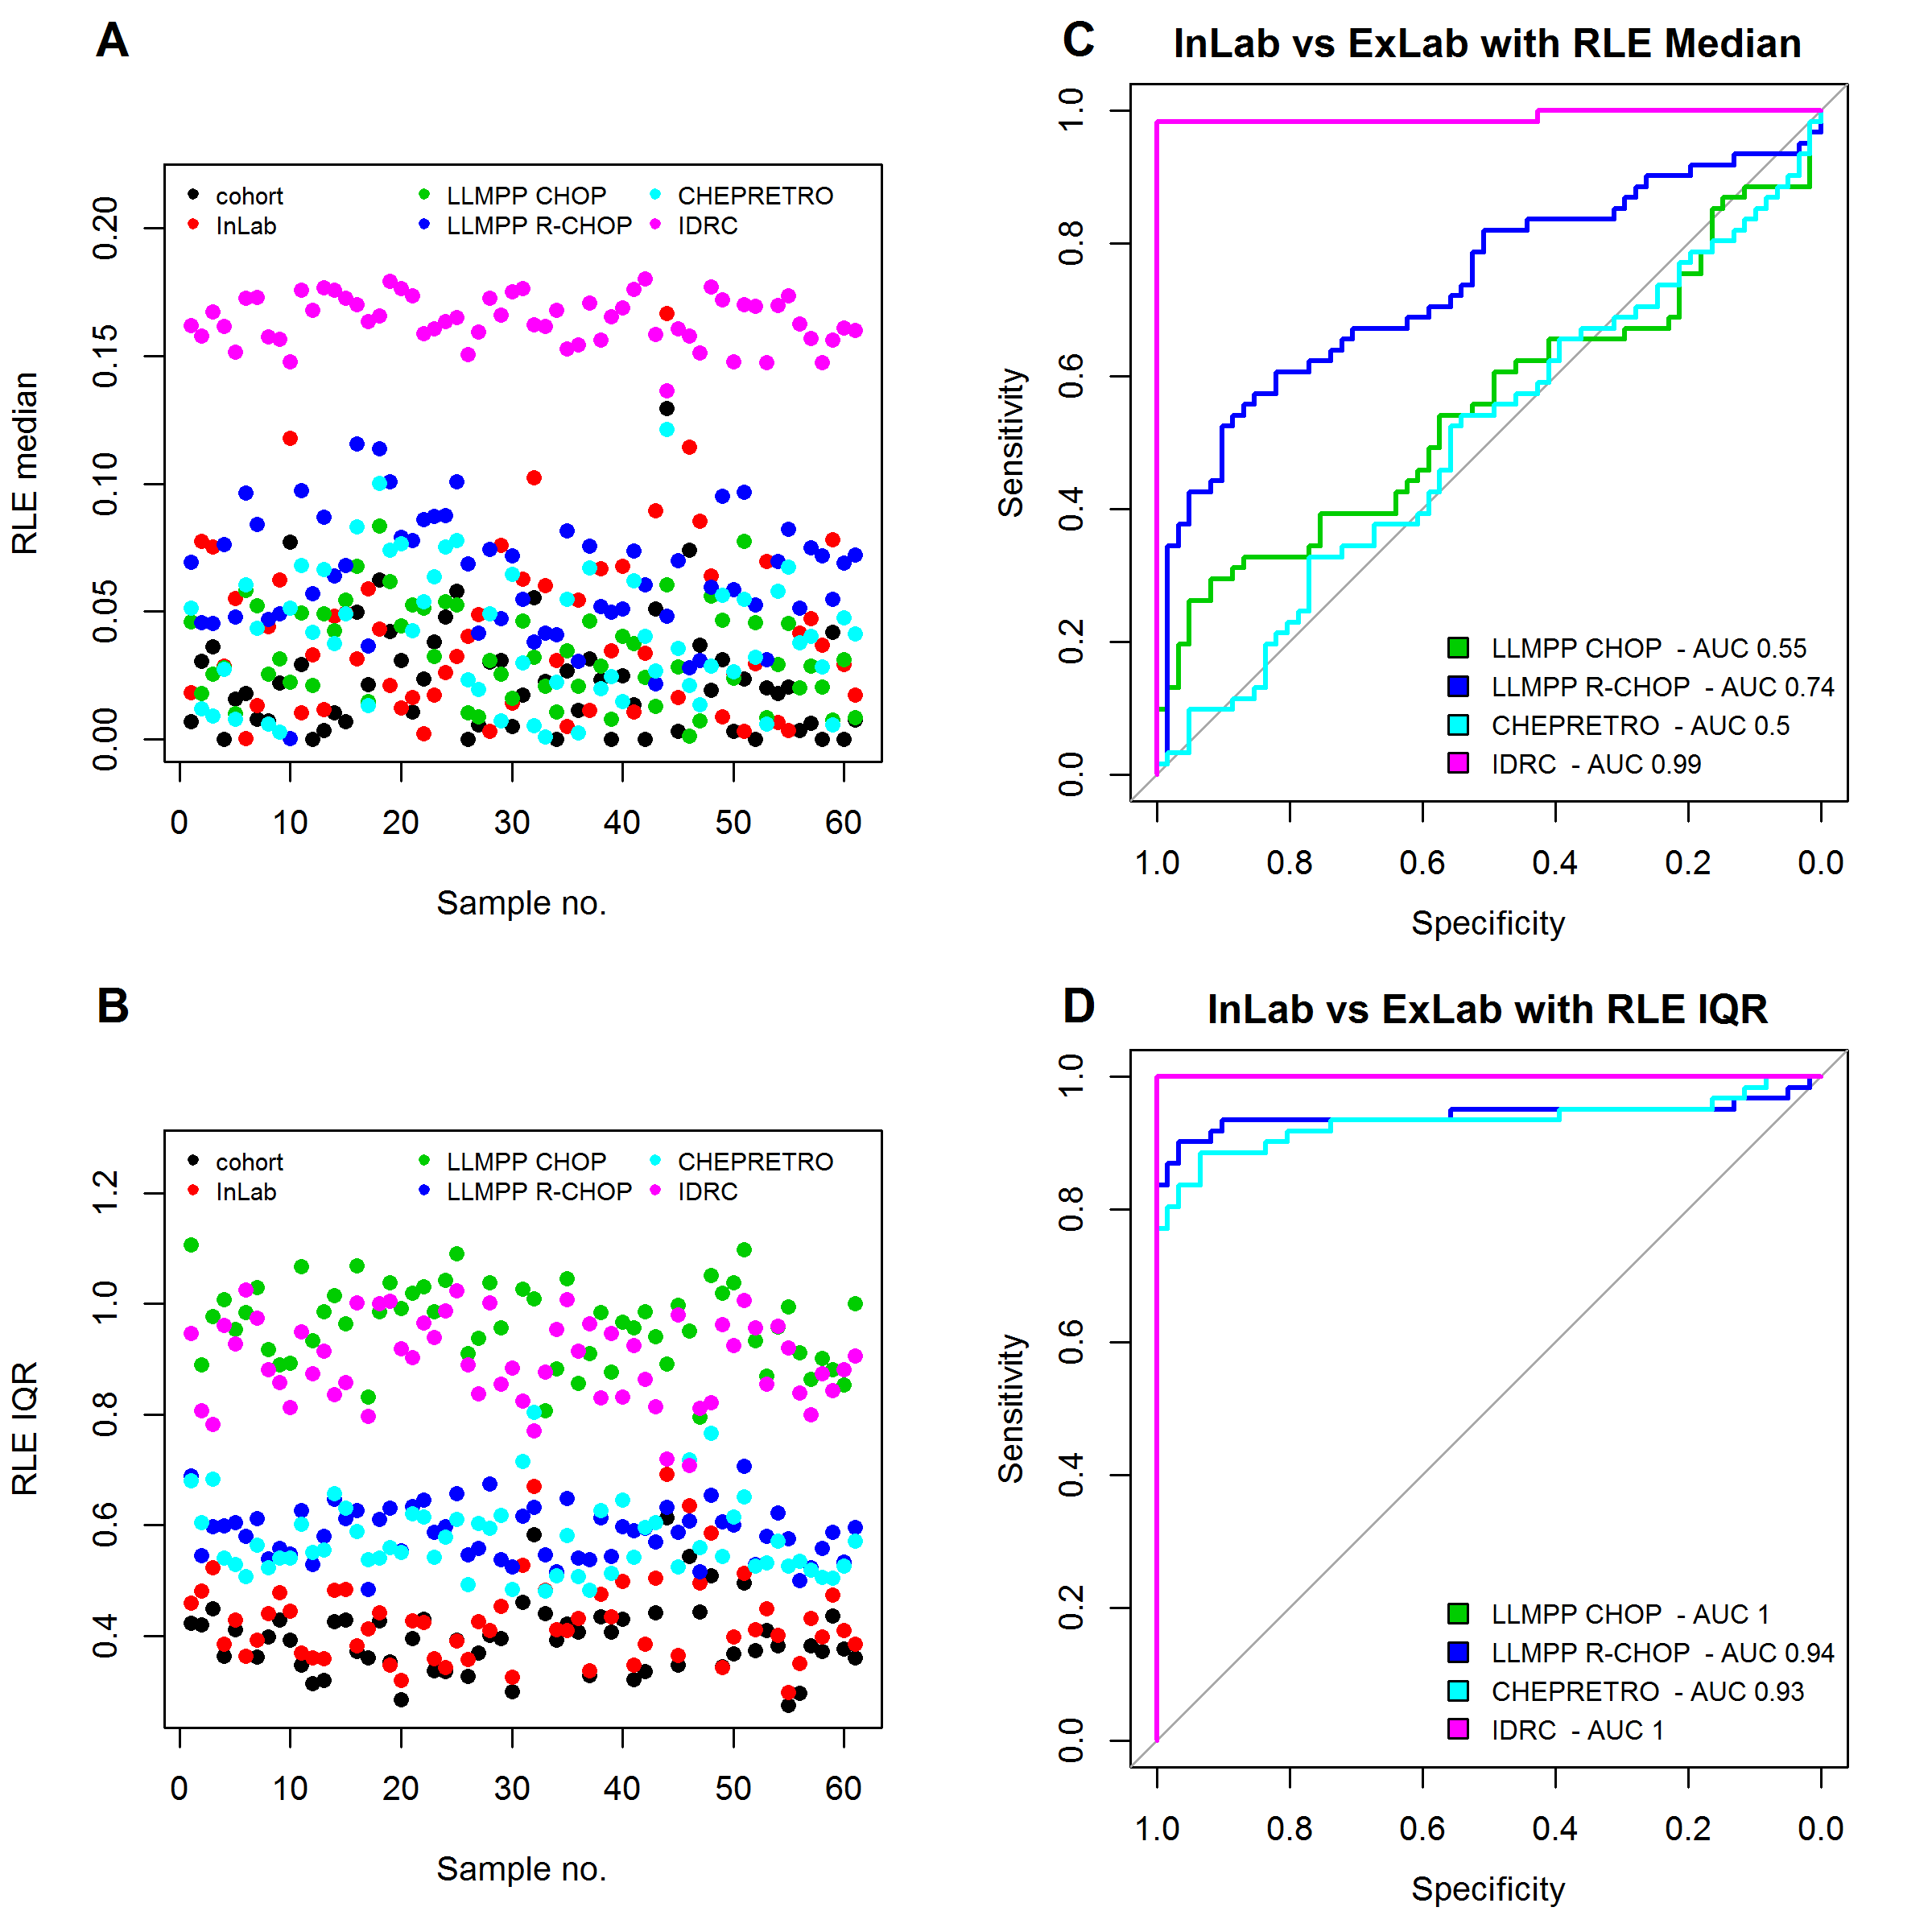 A
cohort
InLab
LLMPP CHOP
LLMPP R-CHOP
CHEPRETRO
IDRC
RLE median
0.20
0.15
0.10
0.05
0.00
0 10 20 30 40 50 60
Sample no.
C
InLab vs ExLab with RLE Median
Sensitivity
1.0
0.8
0.6
0.4
0.2
0.0
LLMPP CHOP - AUC 0.55
LLMPP R-CHOP - AUC 0.74
CHEPRETRO - AUC 0.5
IDRC - AUC 0.99
1.0 0.8 0.6 0.4 0.2 0.0
Specificity
B
cohort
InLab
LLMPP CHOP
LLMPP R-CHOP
CHEPRETRO
IDRC
RLE IQR
1.2
1.0
0.8
0.6
0.4
0 10 20 30 40 50 60
Sample no.
D
InLab vs ExLab with RLE IQR
Sensitivity
1.0
0.8
0.6
0.4
0.2
0.0
LLMPP CHOP - AUC 1
LLMPP R-CHOP - AUC 0.94
CHEPRETRO - AUC 0.93
IDRC - AUC 1
1.0 0.8 0.6 0.4 0.2 0.0
Specificity